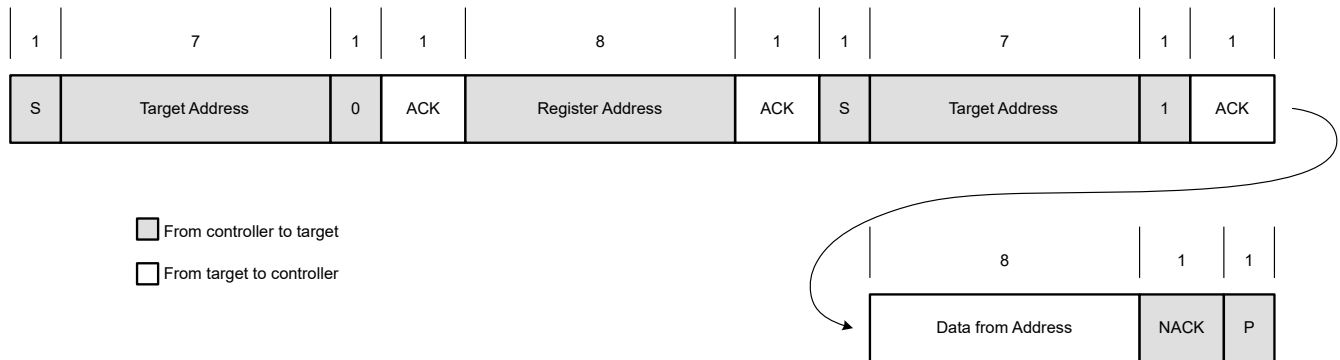 1 7 1 1 8 1 1 7 1 1
S Target Address 0 ACK Register Address ACK S Target Address 1 ACK
From controller to target
From target to controller
8 1 1
Data from Address NACK P